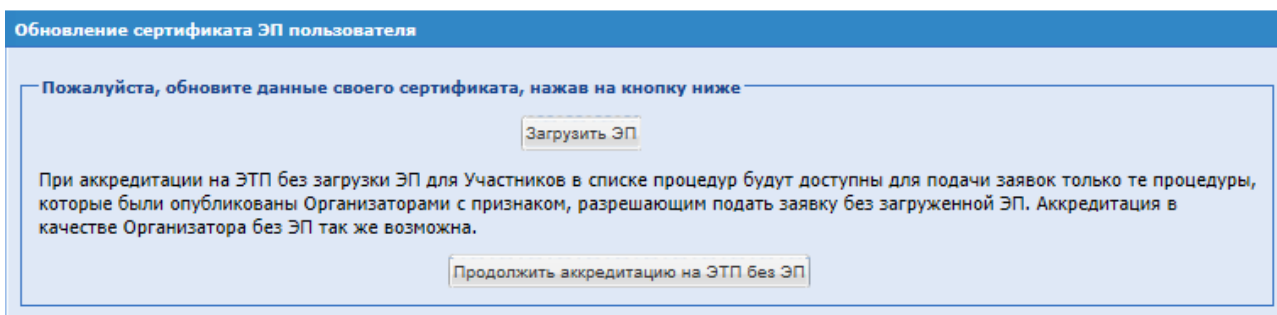 Обновление сертификата ЭП пользователя
Пожалуйста, обновите данные своего сертификата, нажав на кнопку ниже
Загрузить ЭП
При аккредитации на ЭТП без загрузки ЭП для Участников в списке процедур будут доступны для подачи заявок только те процедуры,
которые были опубликованы Организаторами с признаком, разрешающим подать заявку без загруженной ЭП. Аккредитация в
качестве Организатора без ЭП так же возможна.
Продолжить аккредитацию на ЭТП без ЭП